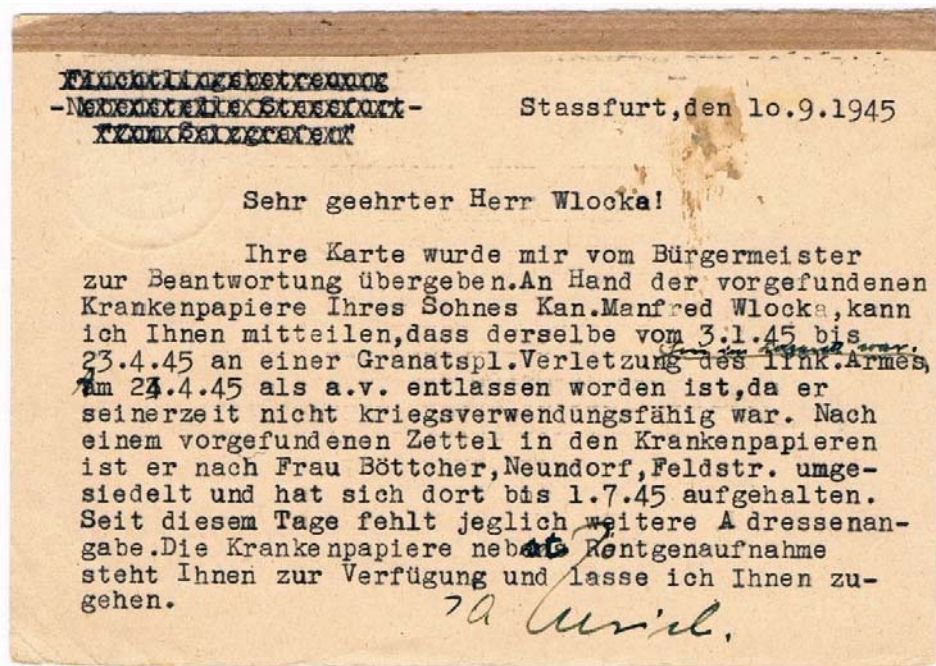 Flüchtlingsbetreuung
-Nebenstelle Stassfurt-
"Zum Salzgrafen"
Stassfurt,den 10.9.1945
Sehr geehrter Herr Wlocka!
Ihre Karte wurde mir vom Bürgermeister
zur Beantwortung übergeben.An Hand der vorgefundenen
Krankenpapiere Ihres Sohnes Kan.Manfred Wlocka,kann
ich Ihnen mitteilen,dass derselbe vom 3.1.45 bis
war.
23.4.45 an einer Granatspl.Verletzung des link.Armes,
Am 24.4.45 als a.v. entlassen worden ist,da er
seinerzeit nicht kriegsverwendungsfähig war. Nach
einem vorgefundenen Zettel in den Krankenpapieren
ist er nach Frau Böttcher,Neundorf,Feldstr. umge-
siedelt und hat sich dort bis 1.7.45 aufgehalten.
Seit diesem Tage fehlt jeglich weitere A dressenan-
gabe.Die Krankenpapiere nebst Röntgenaufnahme
steht Ihnen zur Verfügung und lasse ich Ihnen zu-
gehen.